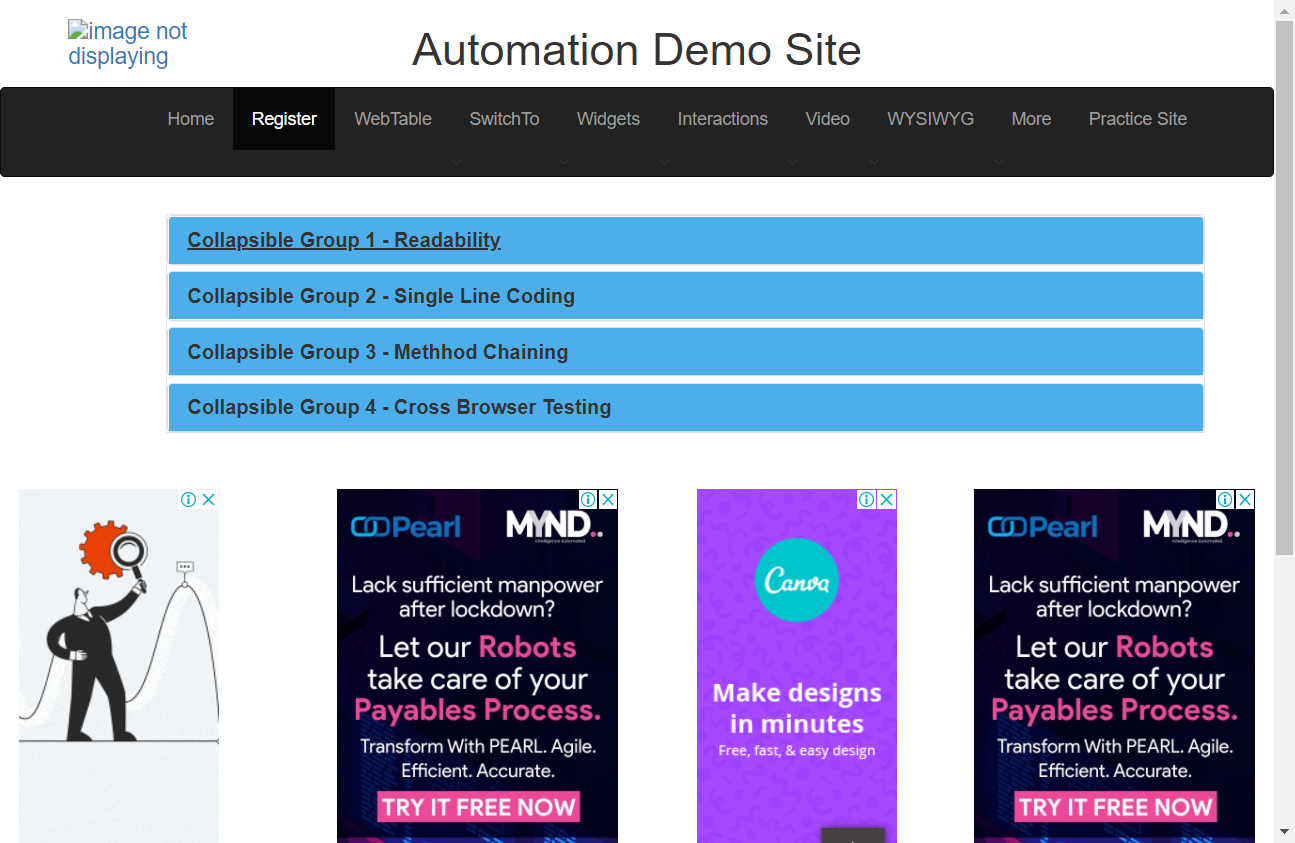 image not
displaying
Automation Demo Site
Home Register WebTable SwitchTo Widgets Interactions Video WYSIWYG More Practice Site
Collapsible Group 1 - Readability
Collapsible Group 2 - Single Line Coding
Collapsible Group 3 - Methhod Chaining
Collapsible Group 4 - Cross Browser Testing
Pearl MYND..
Intelligence Automated
Lack sufficient manpower
after lockdown?
Let our Robots
take care of your
Payables Process.
Transform With PEARL. Agile.
Efficient. Accurate.
TRY IT FREE NOW
Canva
Make designs
in minutes
Free, fast, & easy design
Pearl MYND..
Intelligence Automated
Lack sufficient manpower
after lockdown?
Let our Robots
take care of your
Payables Process.
Transform With PEARL. Agile.
Efficient. Accurate.
TRY IT FREE NOW